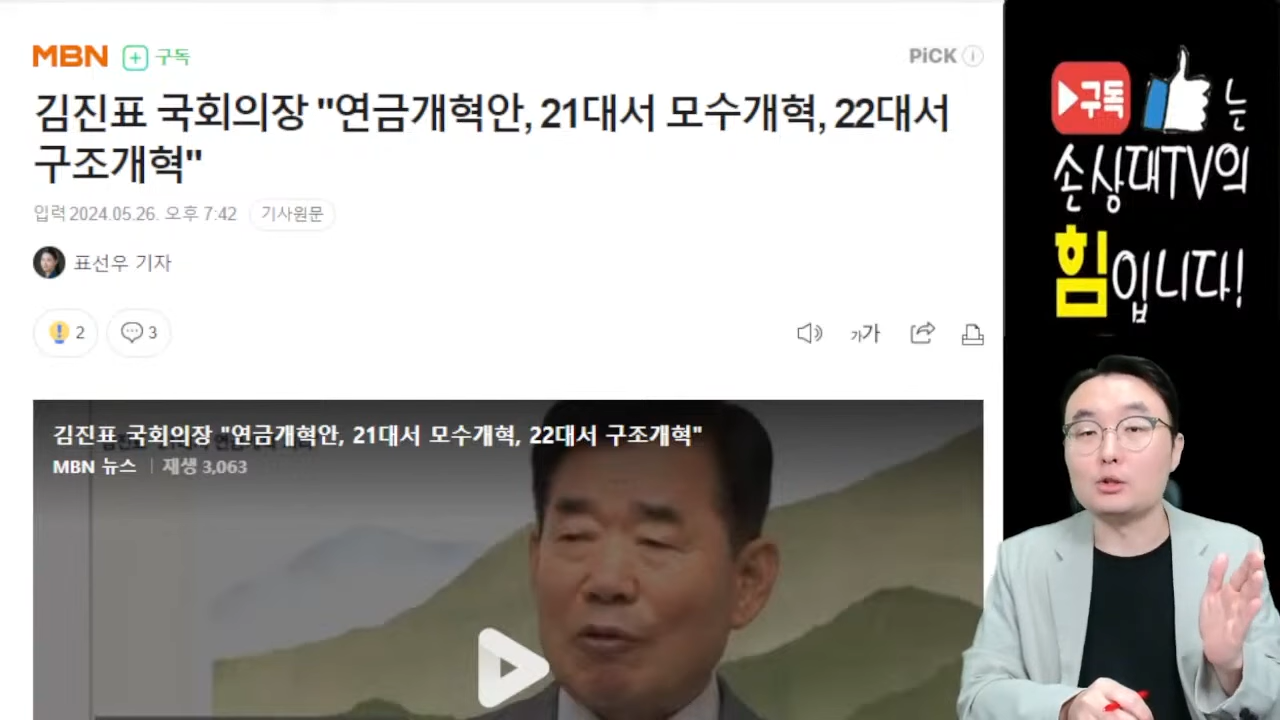 MBN 구독
PiCK
김진표 국회의장 "연금개혁안, 21대서 모수개혁, 22대서
구조개혁"
입력 2024.05.26. 오후 7:42 기사원문
표선우 기자
2 3
가가
김진표 국회의장 "연금개혁안, 21대서 모수개혁, 22대서 구조개혁"
MBN 뉴스 | 재생 3,063
구독 는
손상대TV의
힘입니다!